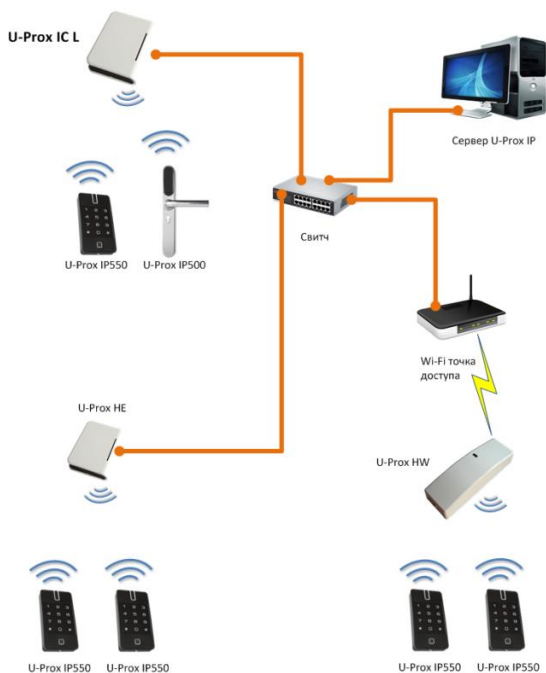 U-Prox IC L
Сервер U-Prox IP
Свитч
U-Prox IP550
U-Prox IP500
Wi-Fi точка
доступа
U-Prox HE
U-Prox HW
U-Prox IP550
U-Prox IP550
U-Prox IP550
U-Prox IP550